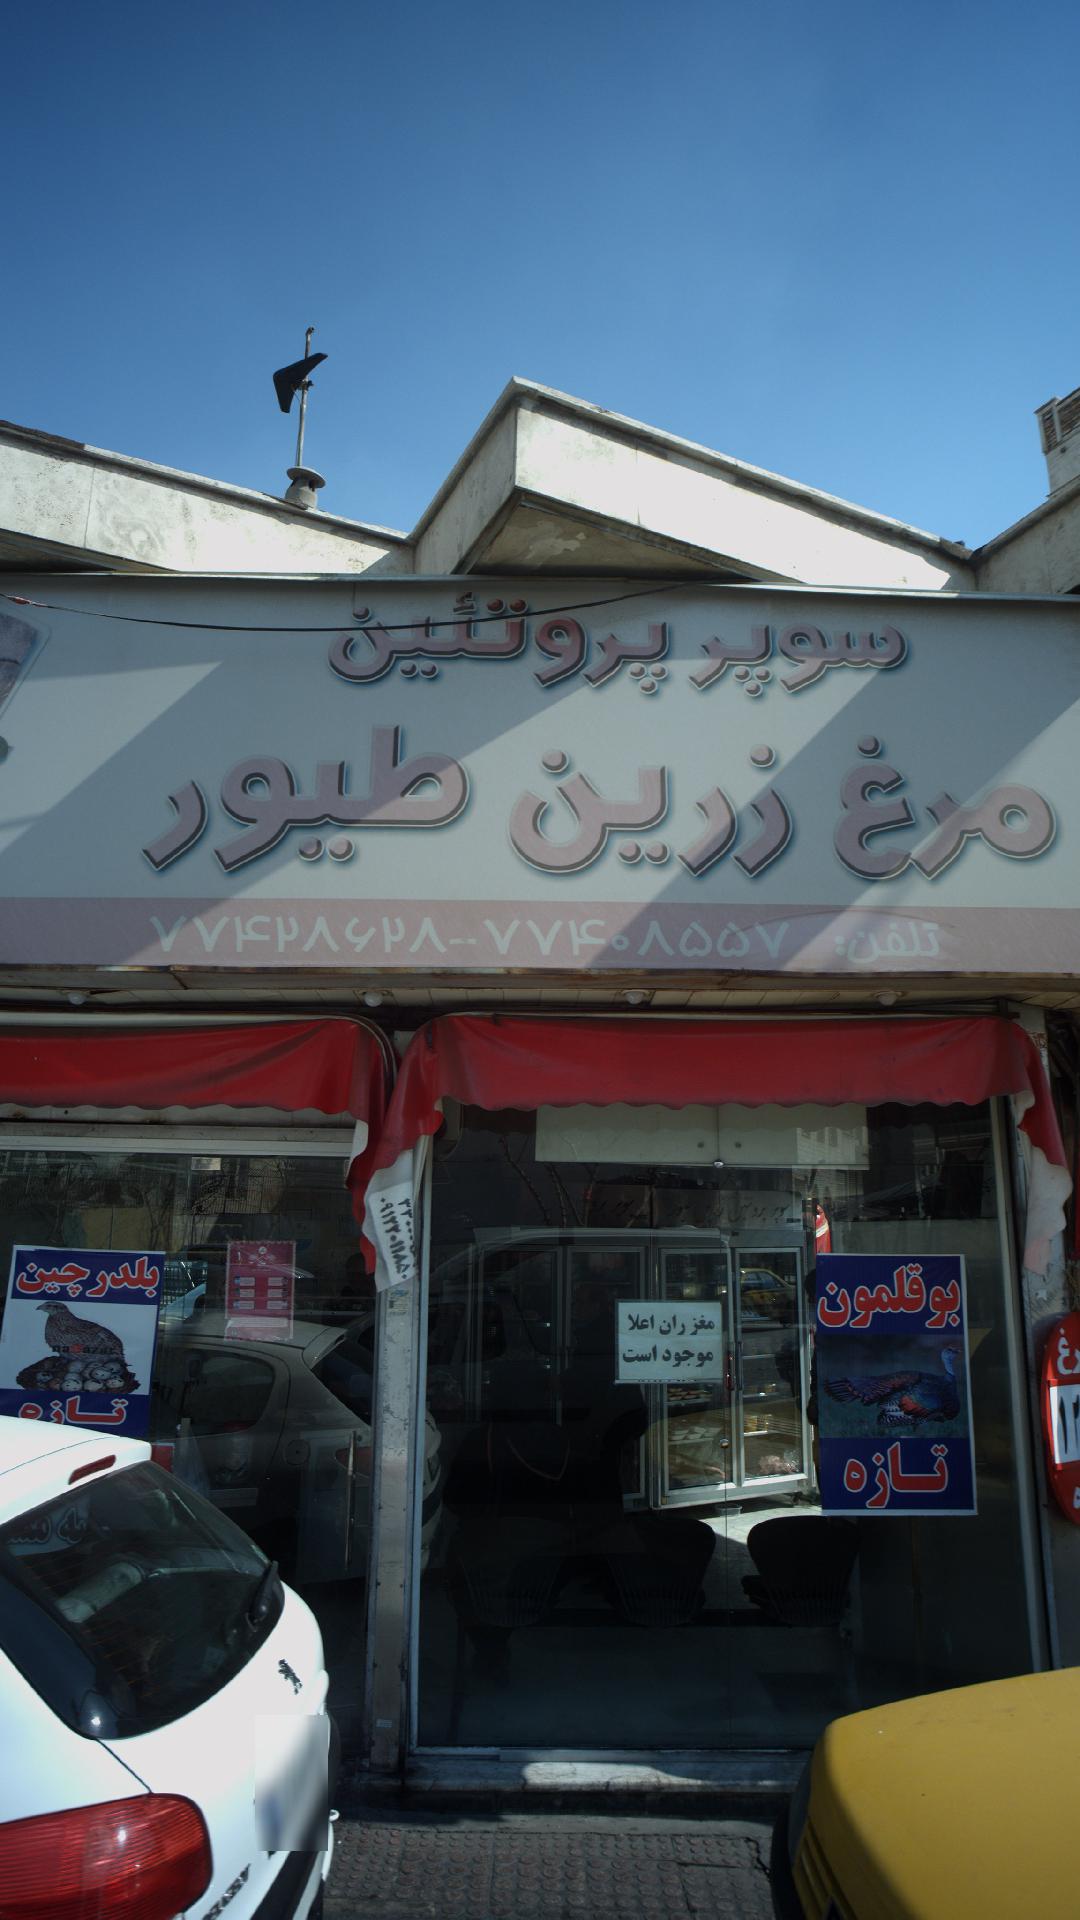 سوپر پروتئین
مرغ زرین طیور
تلفن: ۷۷۴۰۸۵۵۷--۷۷۴۲۸۶۲۸
بلدرچین
تازه
مغز ران اعلا
موجود است
بوقلمون
تازه